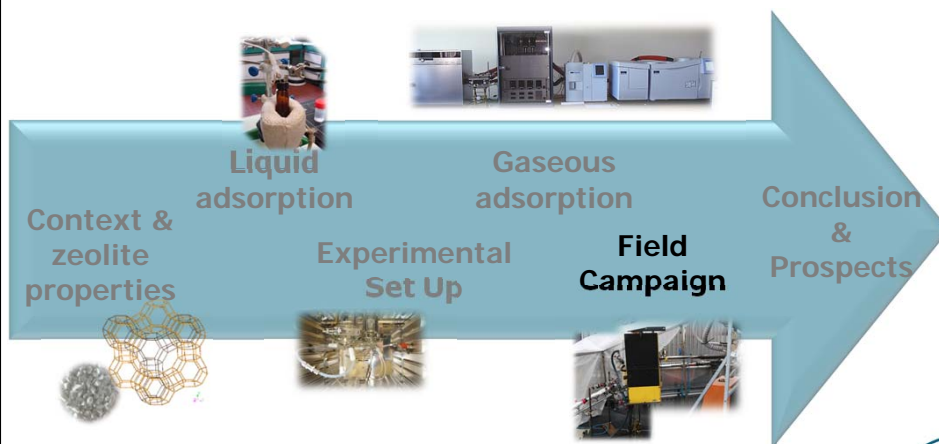 Context &
zeolite
properties
Liquid
adsorption
Experimental
Set Up
Gaseous
adsorption
Field
Campaign
Conclusion
&
Prospects